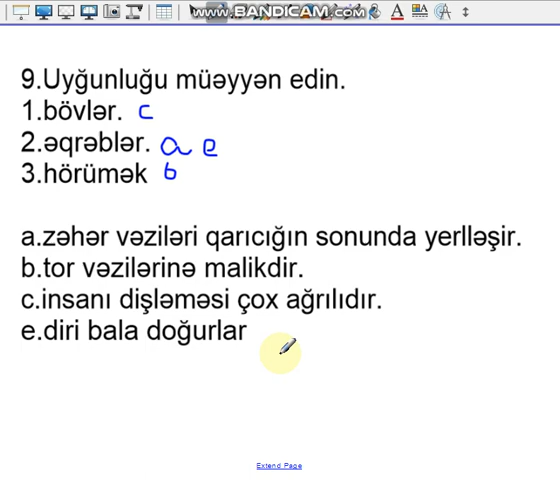 WWW.BANDICAM.COM
9.Uyğunluğu müəyyən edin.
1.bövlər. c
2.əqrəblər. a e
3.hörümək b
a.zəhər vəziləri qarıcığın sonunda yerlləşir.
b.tor vəzilərinə malikdir.
c.insanı dişləməsi çox ağrılıdır.
e.diri bala doğurlar
Extend Page